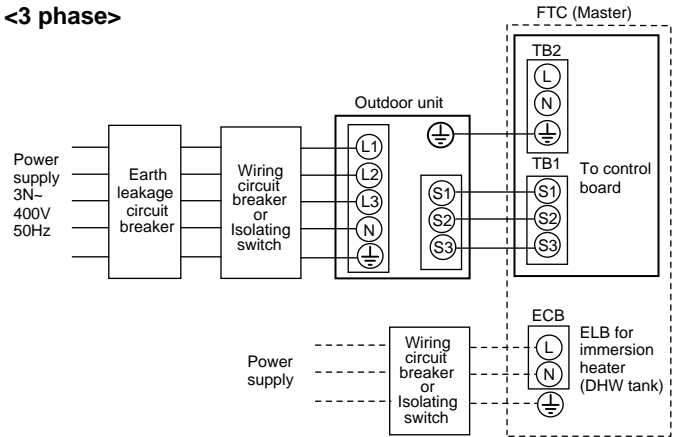 <3 phase>
FTC (Master)
TB2
L
N
Outdoor unit
Power
supply
3N~
400V
50Hz
Earth
leakage
circuit
breaker
Wiring
circuit
breaker
or
Isolating
switch
L1
L2
L3
N
S1
S2
S3
TB1
S1
S2
S3
To control
board
Power
supply
Wiring
circuit
breaker
or
Isolating
switch
ECB
L
N
ELB for
immersion
heater
(DHW tank)